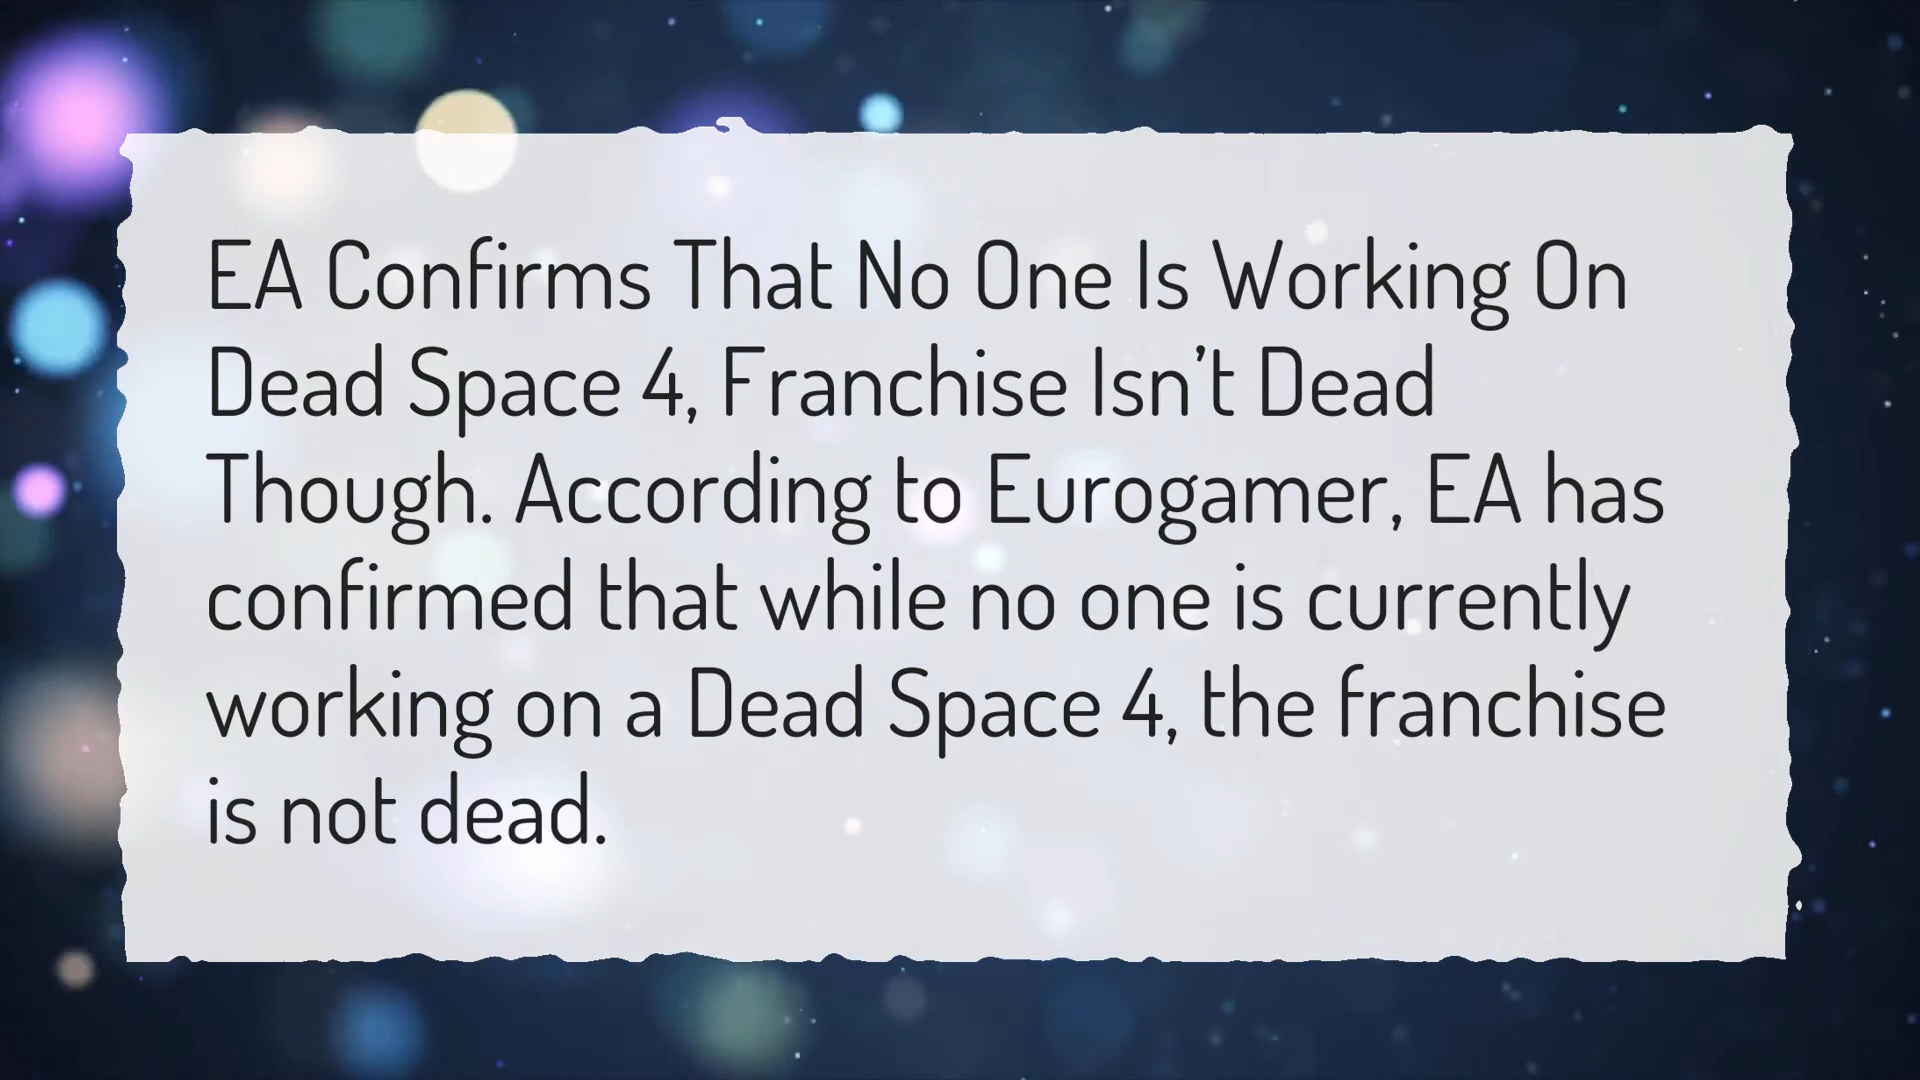 EA Confirms That No One Is Working On
Dead Space 4, Franchise Isn’t Dead
Though. According to Eurogamer, EA has
confirmed that while no one is currently
working on a Dead Space 4, the franchise
is not dead.